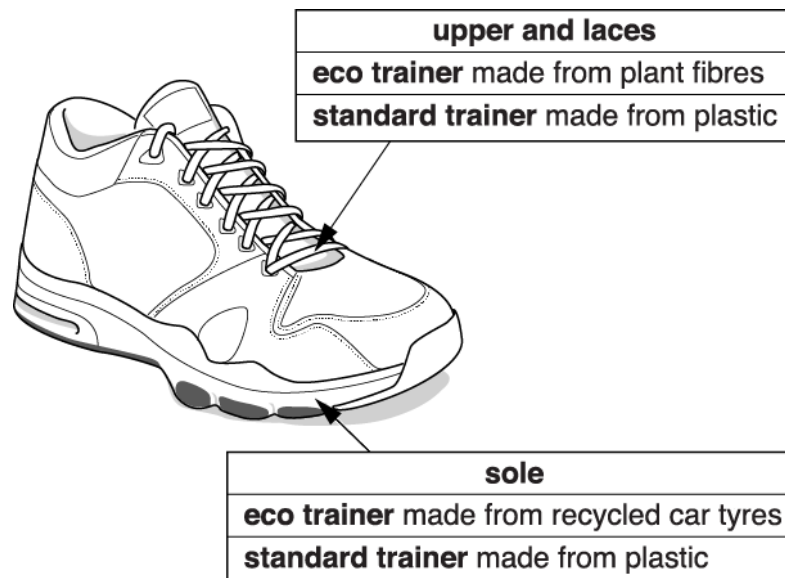 upper and laces
eco trainer made from plant fibres
standard trainer made from plastic
sole
eco trainer made from recycled car tyres
standard trainer made from plastic